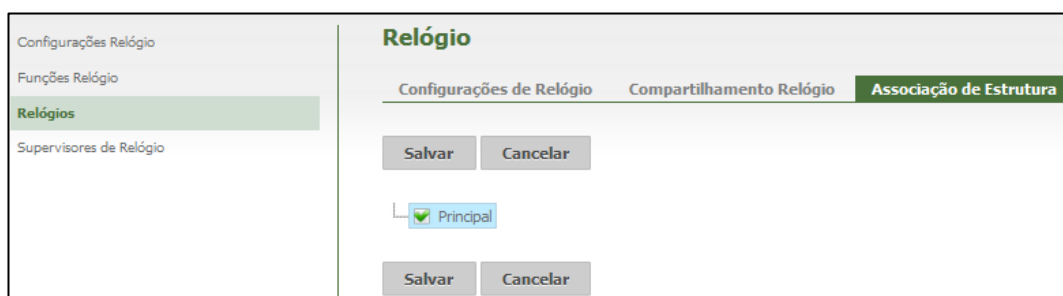 Configurações Relógio
Funções Relógio
Relógios
Supervisores de Relógio
Relógio
Configurações de Relógio Compartilhamento Relógio Associação de Estrutura
Salvar Cancelar
Principal
Salvar Cancelar